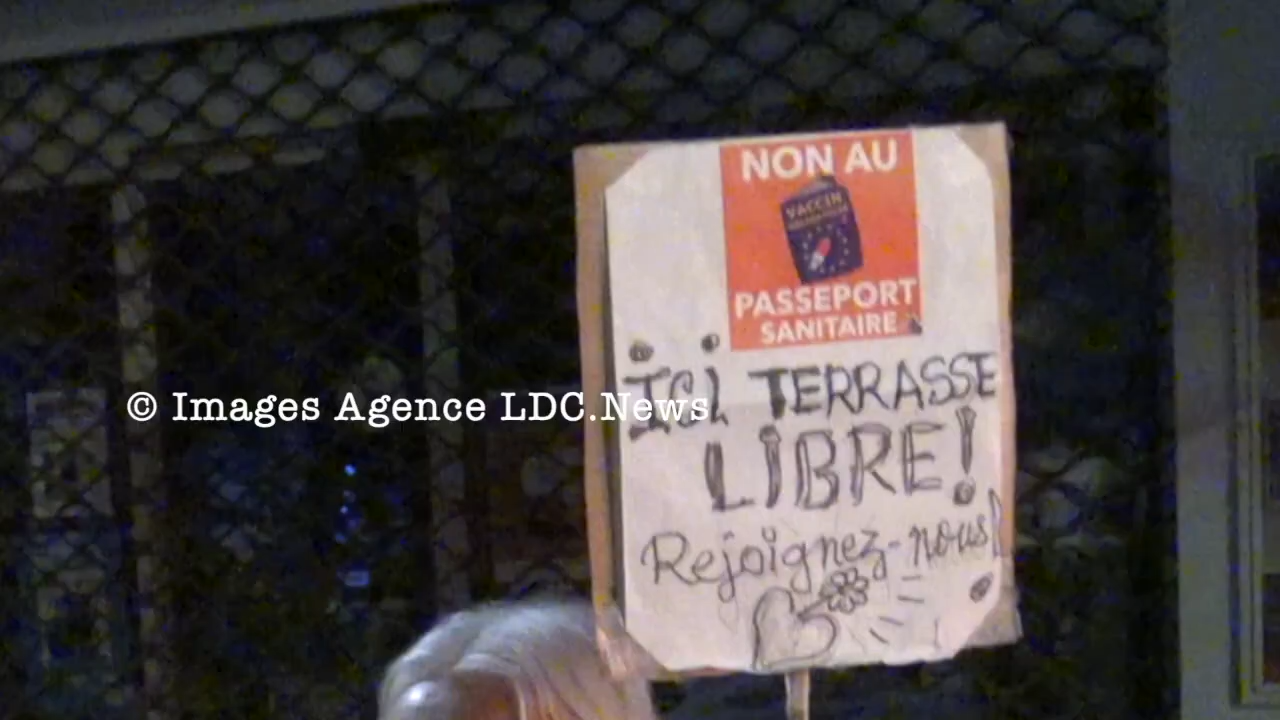 NON AU
VACCIN
PASSEPORT
SANITAIRE
ICI TERRASSE
LIBRE!
Rejoignez-nous!
© Images Agence LDC.News